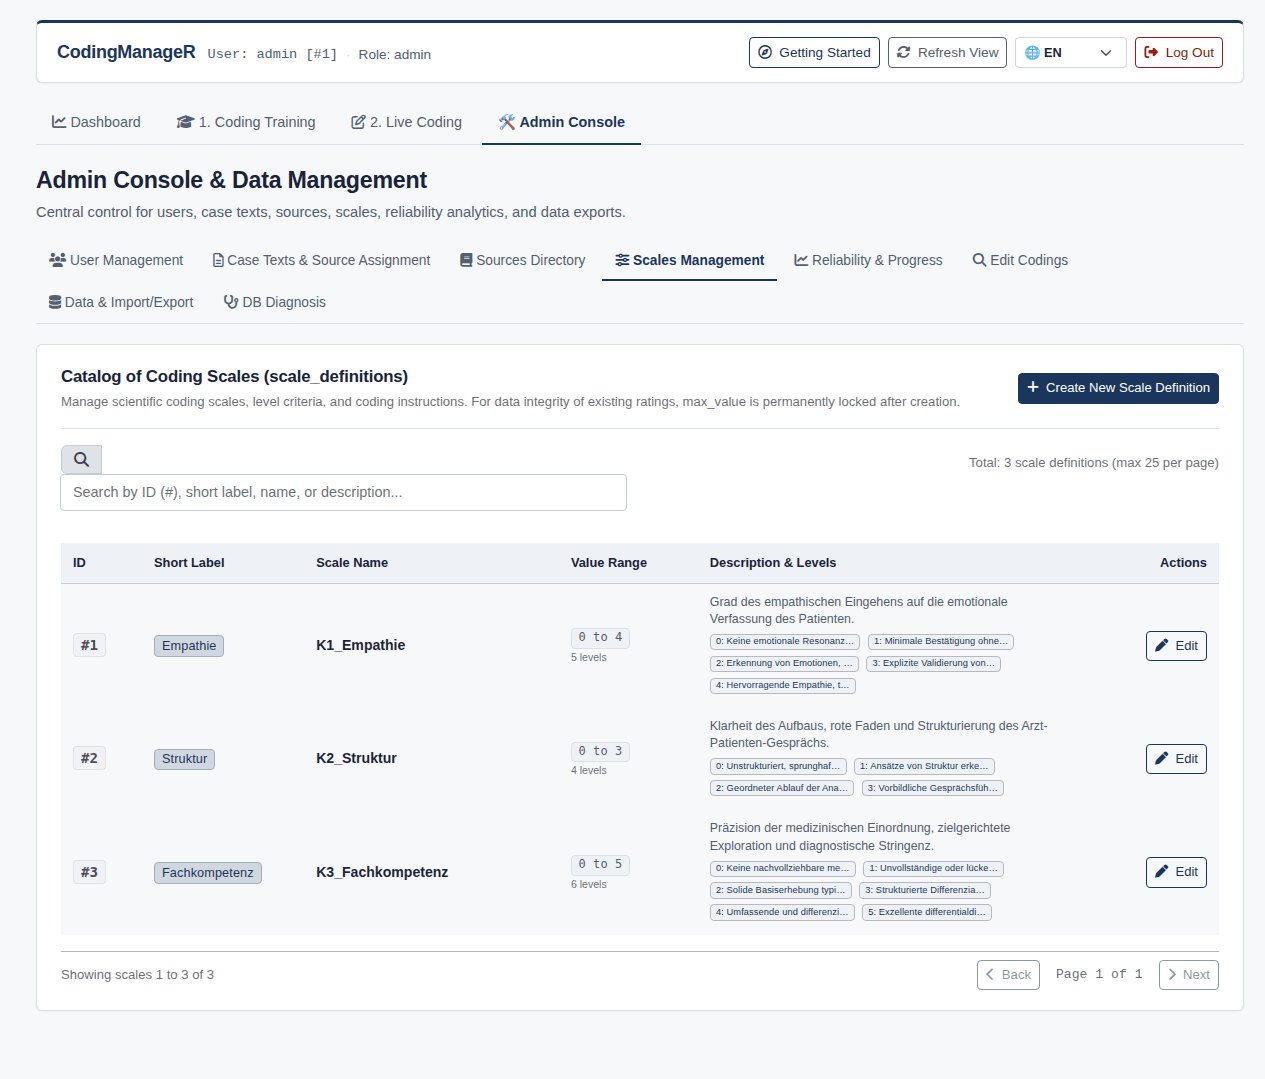 CodingManageR User: admin [#1] · Role: admin Getting Started Refresh View 🌐 EN Log Out
Dashboard 1. Coding Training 2. Live Coding 🛠️ Admin Console
Admin Console & Data Management
Central control for users, case texts, sources, scales, reliability analytics, and data exports.
User Management Case Texts & Source Assignment Sources Directory Scales Management Reliability & Progress Edit Codings
Data & Import/Export DB Diagnosis
Catalog of Coding Scales (scale_definitions)
Manage scientific coding scales, level criteria, and coding instructions. For data integrity of existing ratings, max_value is permanently locked after creation.
Create New Scale Definition
Total: 3 scale definitions (max 25 per page)
Search by ID (#), short label, name, or description...
ID Short Label Scale Name Value Range Description & Levels Actions
#1 Empathie K1_Empathie 0 to 4 5 levels
Grad des empathischen Eingehens auf die emotionale
Verfassung des Patienten.
0: Keine emotionale Resonanz… 1: Minimale Bestätigung ohne…
2: Erkennung von Emotionen, … 3: Explizite Validierung von…
4: Hervorragende Empathie, t…
Edit
#2 Struktur K2_Struktur 0 to 3 4 levels
Klarheit des Aufbaus, rote Faden und Strukturierung des Arzt-
Patienten-Gesprächs.
0: Unstrukturiert, sprunghaf… 1: Ansätze von Struktur erke…
2: Geordneter Ablauf der Ana… 3: Vorbildliche Gesprächsfüh…
Edit
#3 Fachkompetenz K3_Fachkompetenz 0 to 5 6 levels
Präzision der medizinischen Einordnung, zielgerichtete
Exploration und diagnostische Stringenz.
0: Keine nachvollziehbare me… 1: Unvollständige oder lücke…
2: Solide Basiserhebung typi… 3: Strukturierte Differenzia…
4: Umfassende und differenzi… 5: Exzellente differentialdi…
Edit
Showing scales 1 to 3 of 3 Back Page 1 of 1 Next